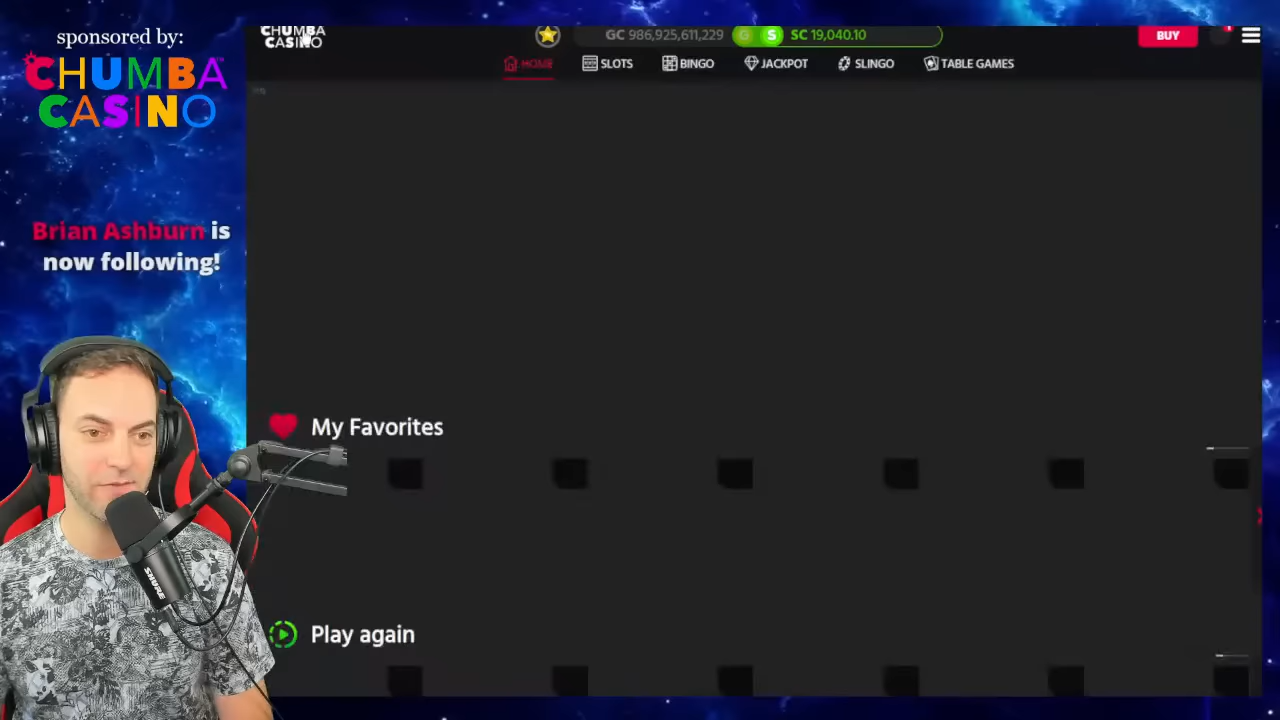 sponsored by:
CHUMBA
CASINO
Brian Ashburn is
now following!
CHUMBA
CASINO
GC 986,925,611,229
G
S
SC 19,040.10
BUY
HOME
SLOTS
BINGO
JACKPOT
SLINGO
TABLE GAMES
My Favorites
Play again
SHURE